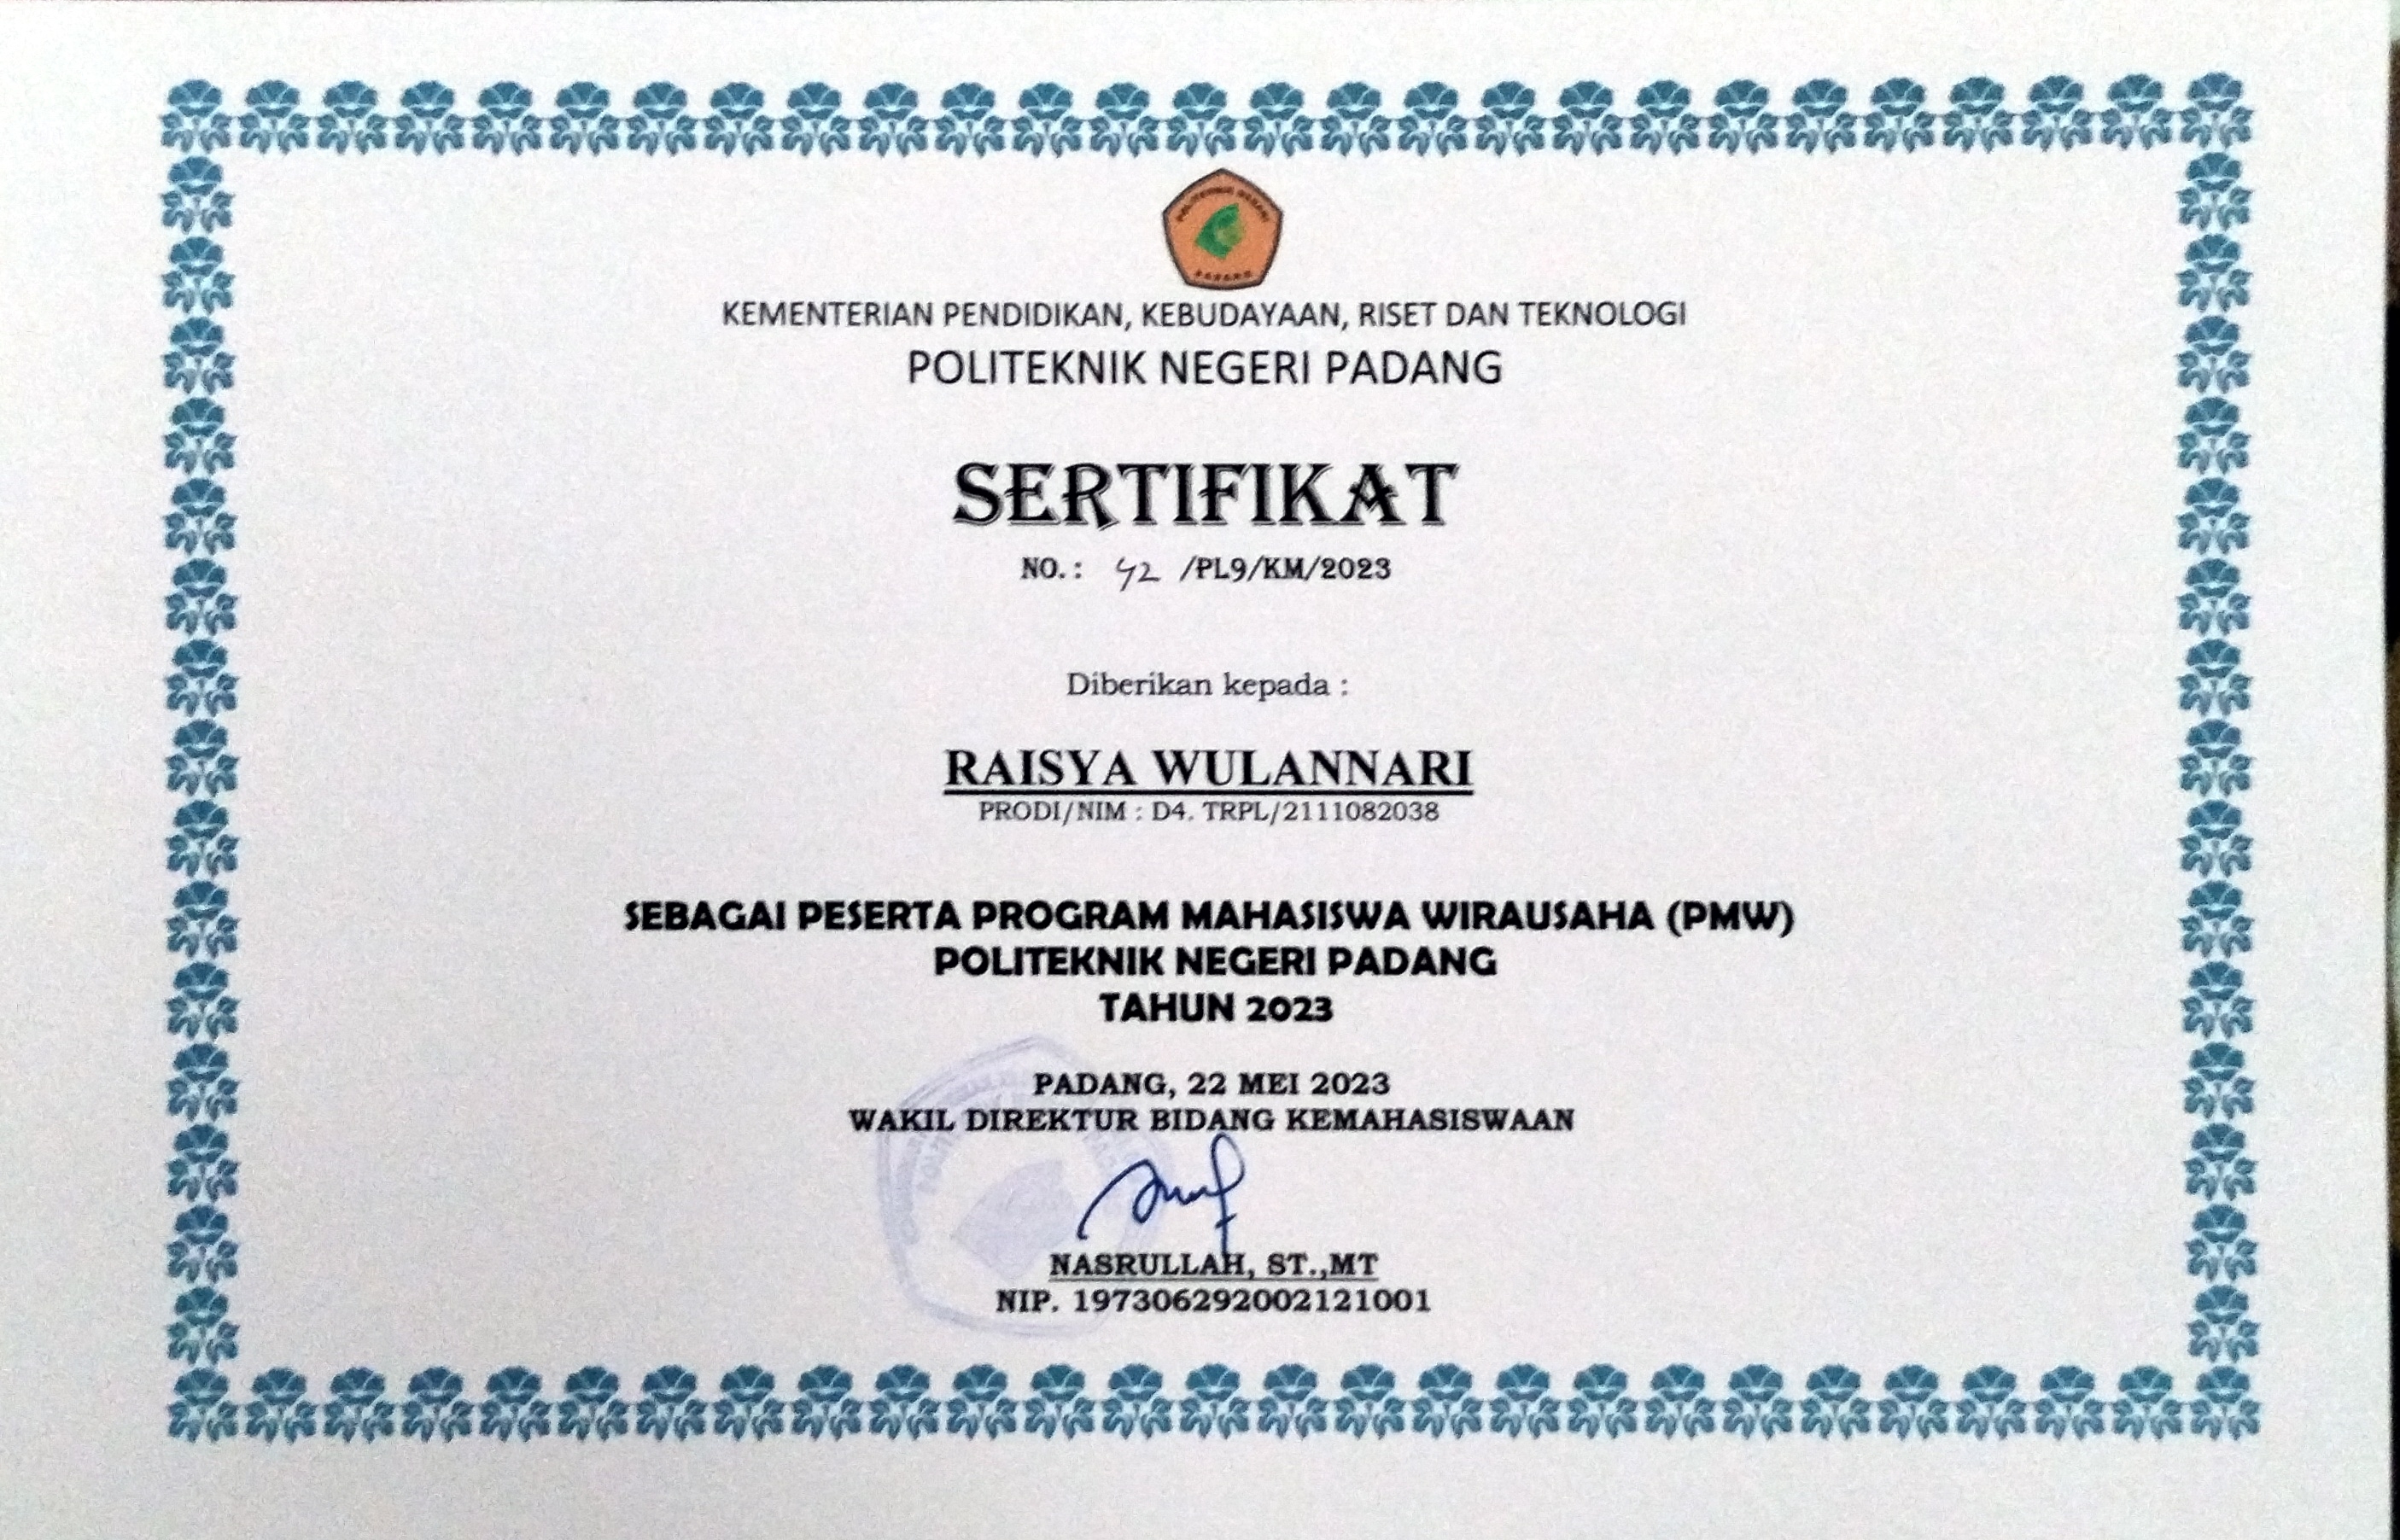 POLITEKNIK NEGERI
PADANG
KEMENTERIAN PENDIDIKAN, KEBUDAYAAN, RISET DAN TEKNOLOGI
POLITEKNIK NEGERI PADANG
SERTIFIKAT
NO. : 42 /PL9/KM/2023
Diberikan kepada :
RAISYA WULANNARI
PRODI/NIM : D4. TRPL/2111082038
SEBAGAI PESERTA PROGRAM MAHASISWA WIRAUSAHA (PMW)
POLITEKNIK NEGERI PADANG
TAHUN 2023
PADANG, 22 MEI 2023
WAKIL DIREKTUR BIDANG KEMAHASISWAAN
NASRULLAH, ST.,MT
NIP. 197306292002121001